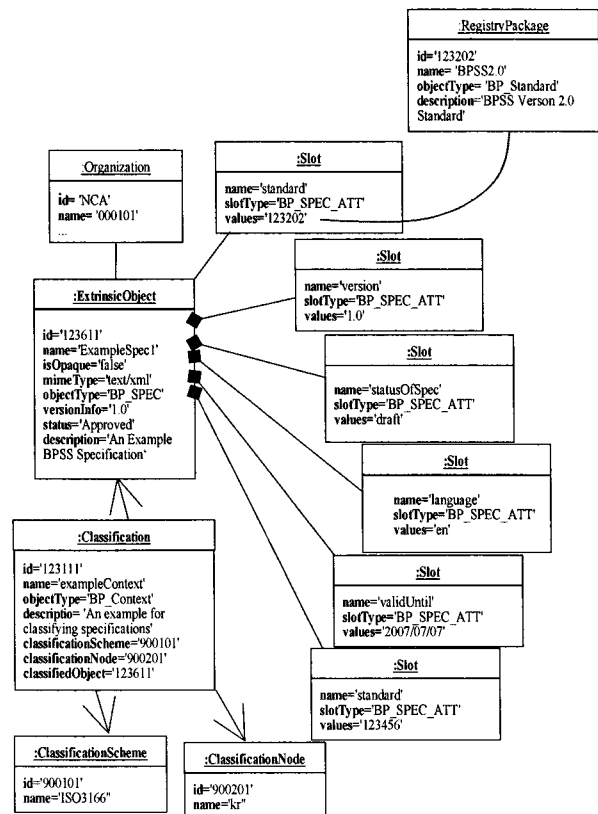 :RegistryPackage
id='123202'
name= 'BPSS2.0'
objectType= 'BP_Standard'
description='BPSS Verson 2.0
Standard'
:Organization
id= 'NCA'
name= '000101'
...
:Slot
name='standard'
slotType='BP_SPEC_ATT'
values='123202'
:Slot
name='version'
slotType='BP_SPEC_ATT'
values='1.0'
:ExtrinsicObject
id='123611'
name='ExampleSpec1'
isOpaque='false'
mimeType='text/xml'
objectType='BP_SPEC'
versionInfo='1.0'
status='Approved'
description='An Example
BPSS Specification'
:Slot
name='statusOfSpec'
slotType='BP_SPEC_ATT'
values='draft'
:Slot
name='language'
slotType='BP_SPEC_ATT'
values='en'
:Classification
id='123111'
name='exampleContext'
objectType='BP_Context'
descriptio= 'An example for
classifying specifications'
classificationScheme='900101'
classificationNode='900201'
classifiedObject='123611'
:Slot
name='validUntil'
slotType='BP_SPEC_ATT'
values='2007/07/07'
:Slot
name='standard'
slotType='BP_SPEC_ATT'
values='123456'
:ClassificationScheme
id='900101'
name='ISO3166"
:ClassificationNode
id='900201'
name='kr"